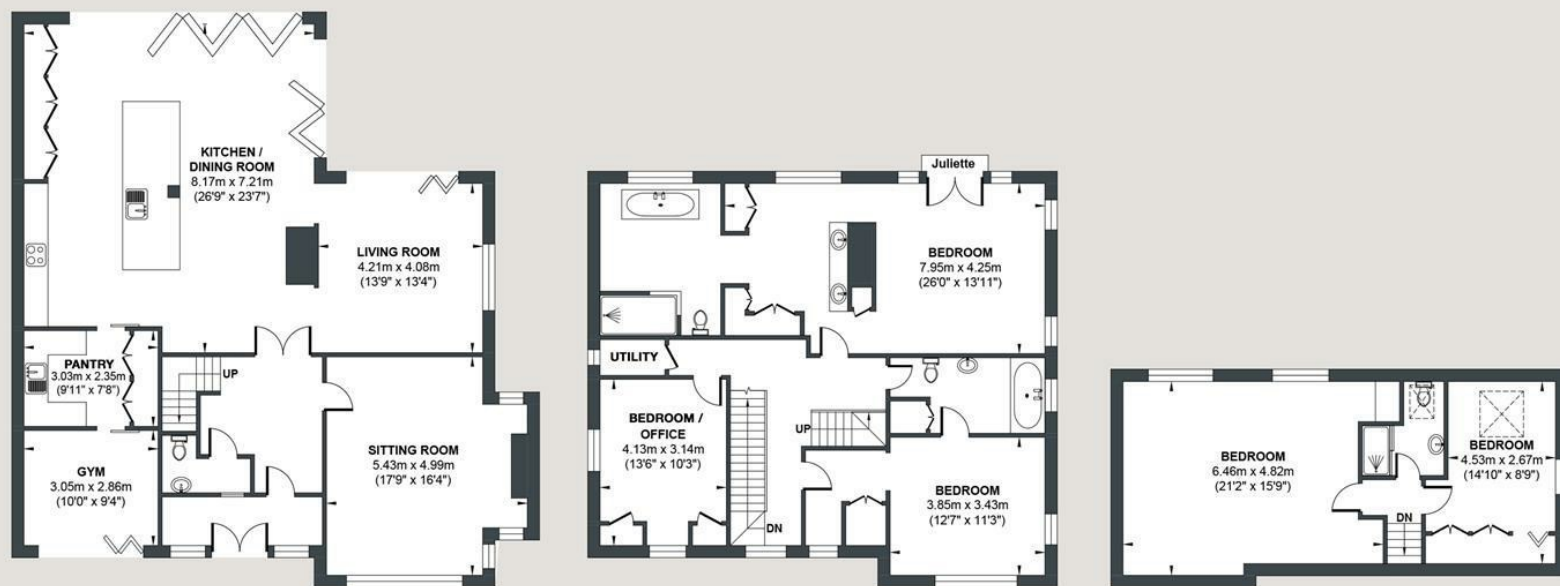 KITCHEN /
DINING ROOM
8.17m x 7.21m
(26'9" x 23'7")
LIVING ROOM
4.21m x 4.08m
(13'9" x 13'4")
PANTRY
3.03m x 2.35m
(9'11" x 7'8")
UP
GYM
3.05m x 2.86m
(10'0" x 9'4")
SITTING ROOM
5.43m x 4.99m
(17'9" x 16'4")
Juliette
BEDROOM
7.95m x 4.25m
(26'0" x 13'11")
UTILITY
BEDROOM /
OFFICE
4.13m x 3.14m
(13'6" x 10'3")
UP
DN
BEDROOM
3.85m x 3.43m
(12'7" x 11'3")
BEDROOM
6.46m x 4.82m
(21'2" x 15'9")
BEDROOM
4.53m x 2.67m
(14'10" x 8'9")
DN